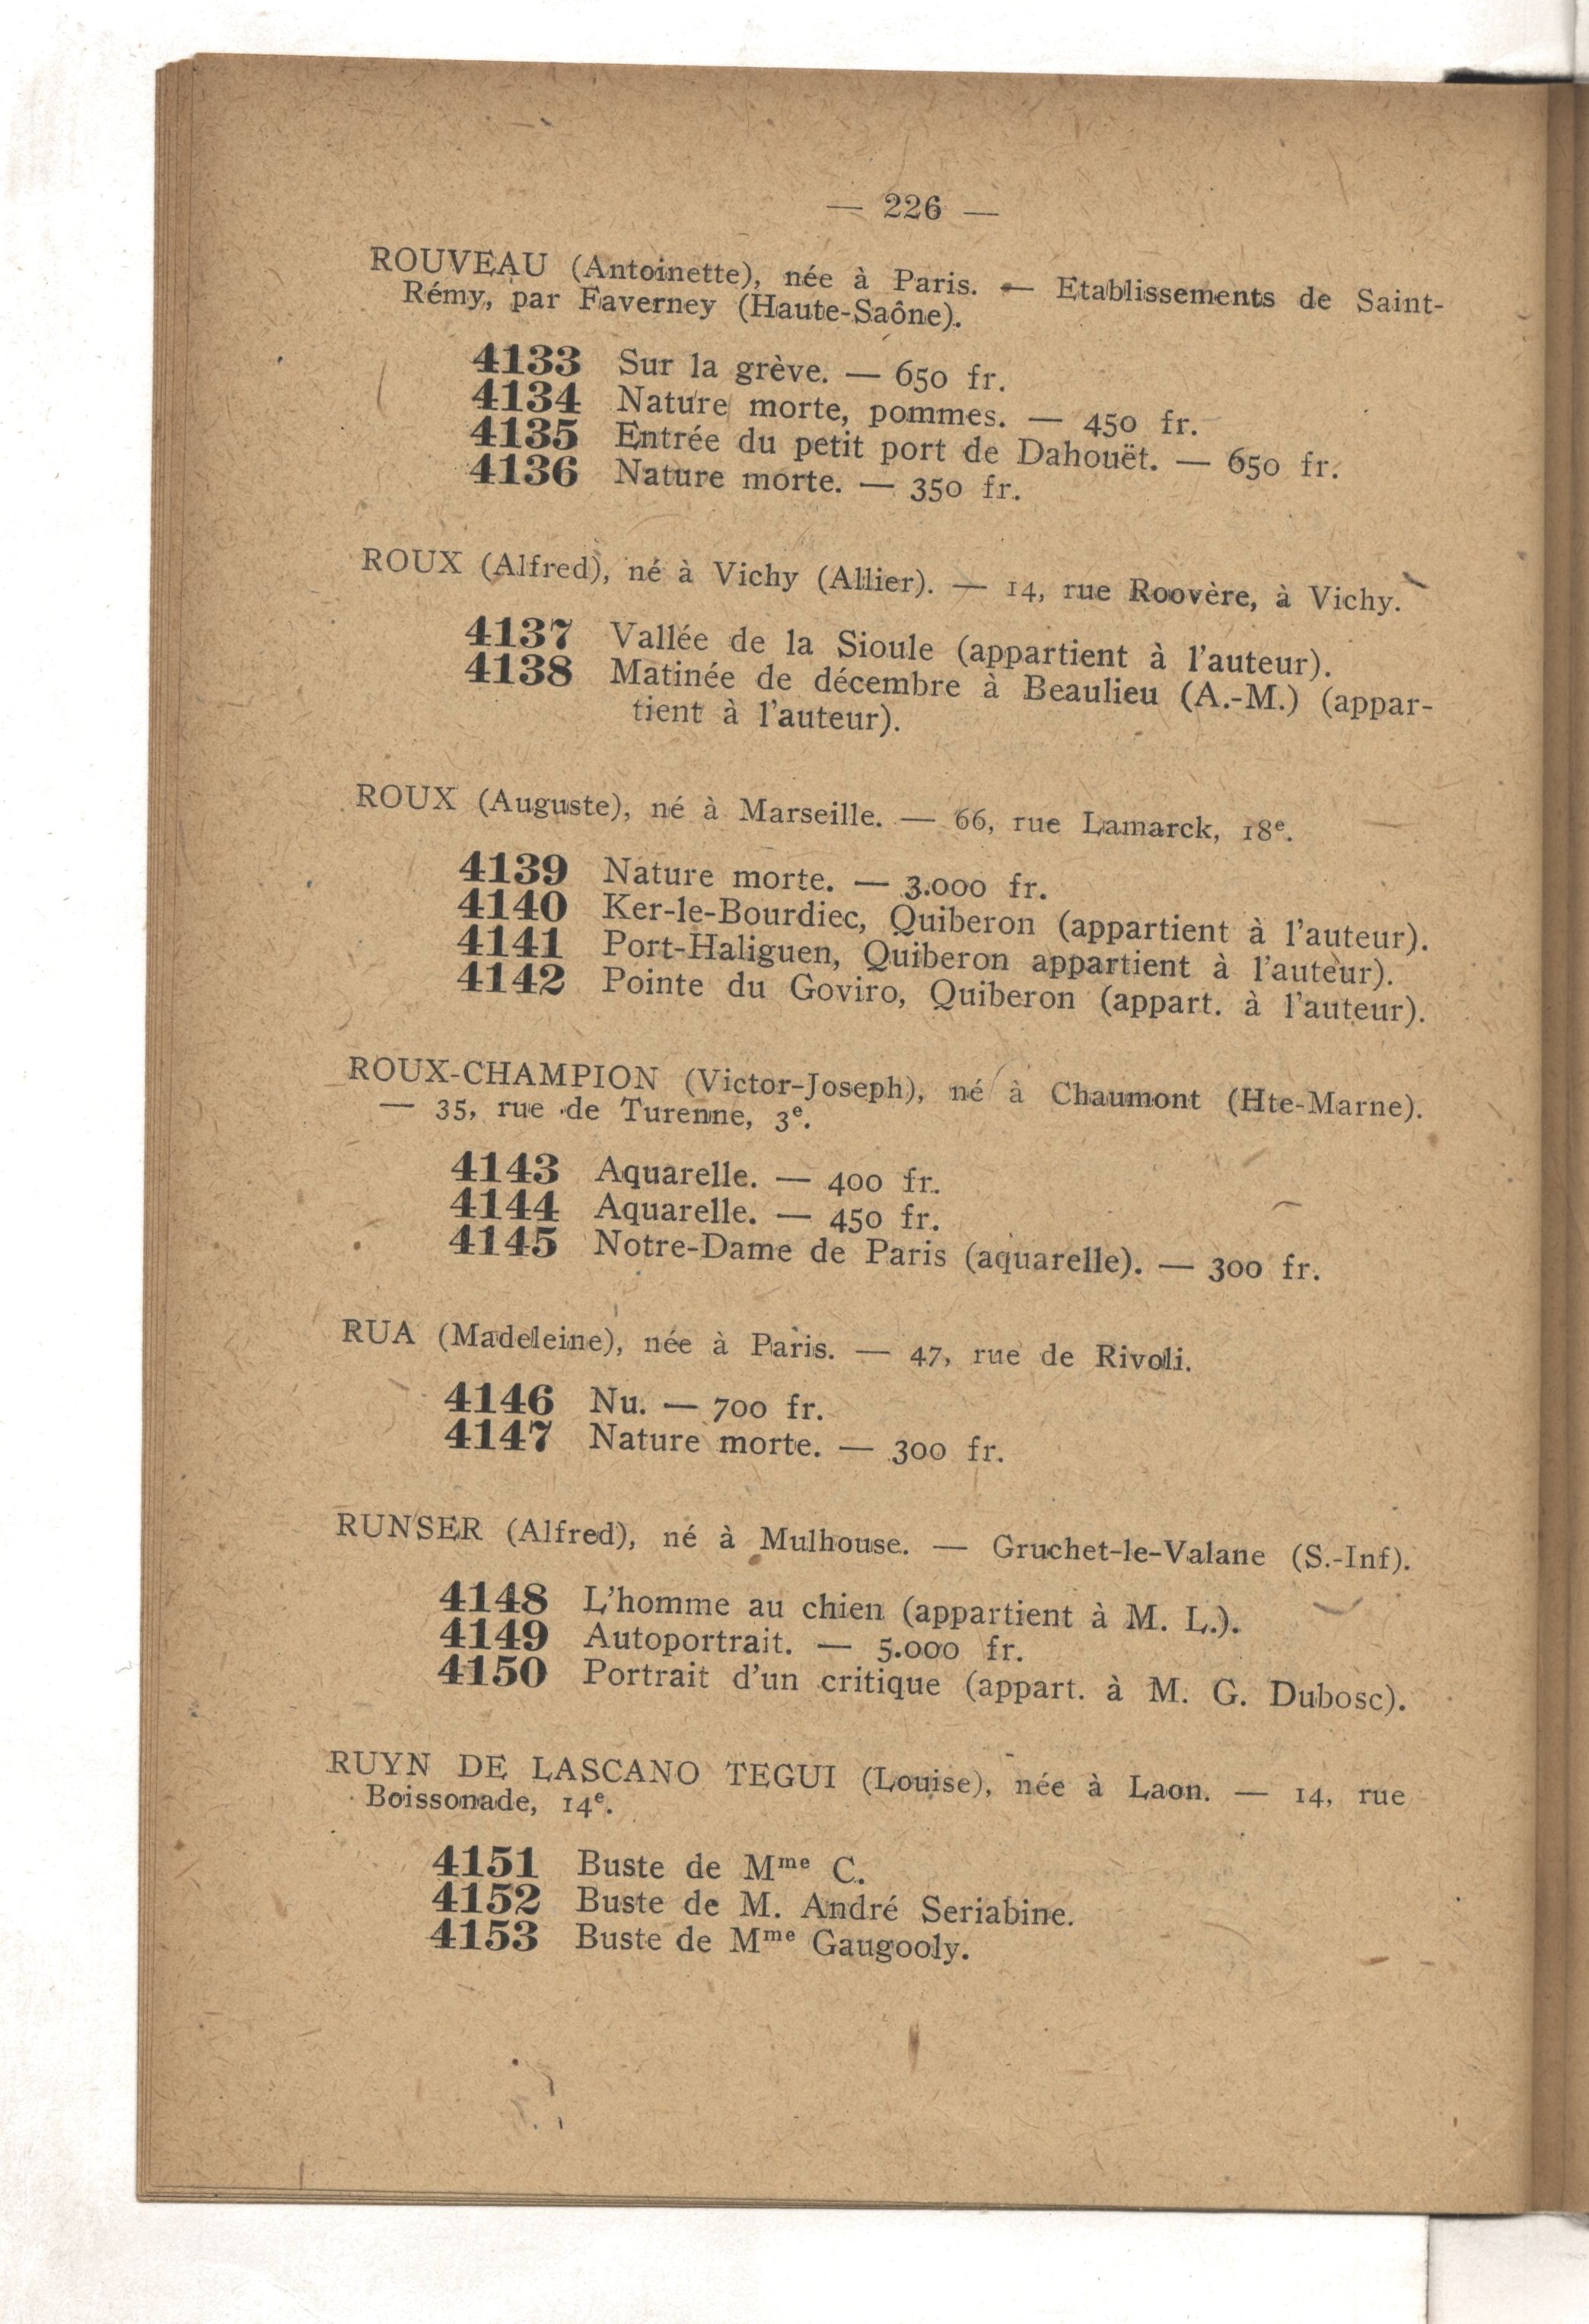 — 226 —
ROUVEAU (Antoinette), née à Paris. — Etablissements de Saint-
Rémy, par Faverney (Haute-Saône).
4133 Sur la grève. — 650 fr.
4134 Nature morte, pommes. — 450 fr.
4135 Entrée du petit port de Dahouët. — 650 fr.
4136 Nature morte. — 350 fr.
ROUX (Alfred), né à Vichy (Allier). — 14, rue Roovère, à Vichy.
4137 Vallée de la Sioule (appartient à l'auteur).
4138 Matinée de décembre à Beaulieu (A.-M.) (appar-
tient à l'auteur).
ROUX (Auguste), né à Marseille. — 66, rue Lamarck, 18e.
4139 Nature morte. — 3.000 fr.
4140 Ker-le-Bourdiec, Quiberon (appartient à l'auteur).
4141 Port-Haliguen, Quiberon appartient à l'auteur).
4142 Pointe du Goviro, Quiberon (appart. à l'auteur).
ROUX-CHAMPION (Victor-Joseph), né à Chaumont (Hte-Marne).
— 35, rue de Turenne, 3e.
4143 Aquarelle. — 400 fr.
4144 Aquarelle. — 450 fr.
4145 Notre-Dame de Paris (aquarelle). — 300 fr.
RUA (Madeleine), née à Paris. — 47, rue de Rivoli.
4146 Nu. — 700 fr.
4147 Nature morte. — 300 fr.
RUNSER (Alfred), né à Mulhouse. — Gruchet-le-Valane (S.-Inf).
4148 L'homme au chien (appartient à M. L.).
4149 Autoportrait. — 5.000 fr.
4150 Portrait d'un critique (appart. à M. G. Dubosc).
RUYN DE LASCANO TEGUI (Louise), née à Laon. — 14, rue
Boissonade, 14e.
4151 Buste de Mme C.
4152 Buste de M. André Seriabine.
4153 Buste de Mme Gaugooly.